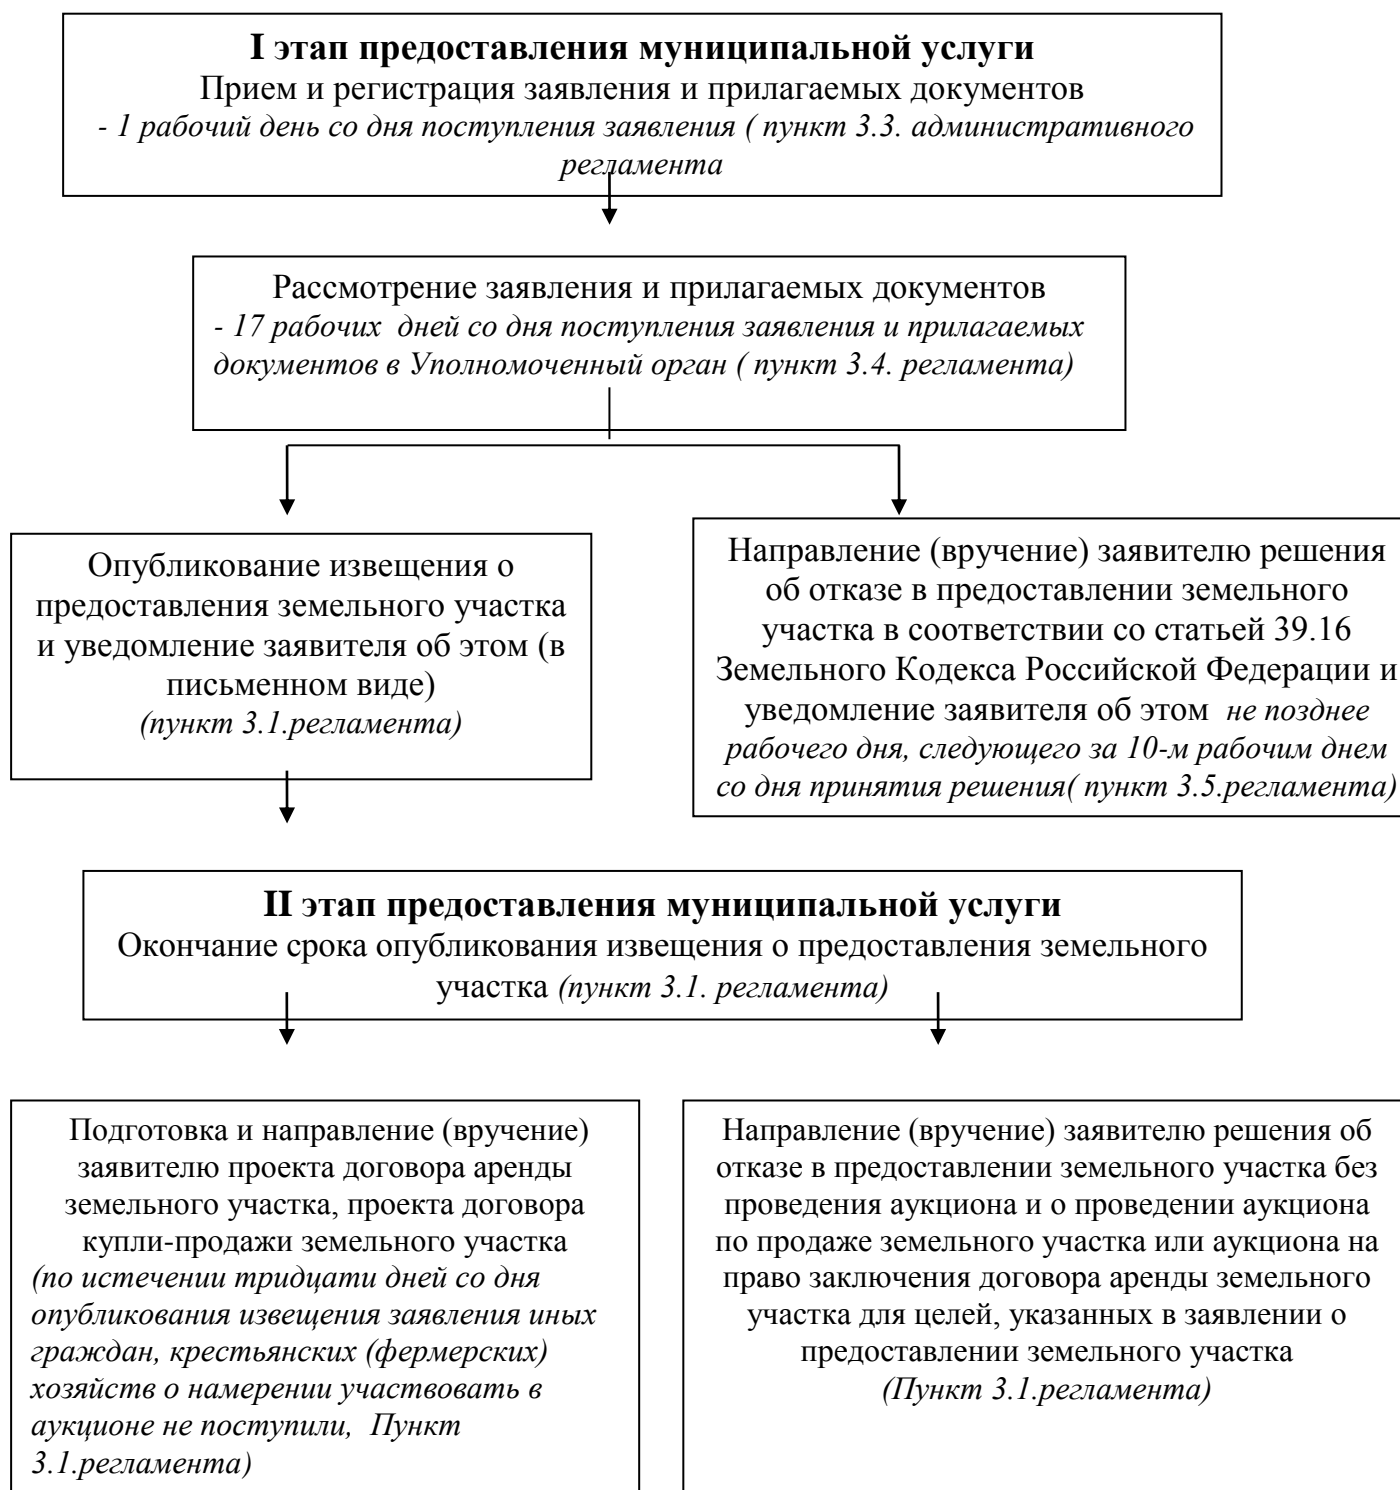 I этап предоставления муниципальной услуги
Прием и регистрация заявления и прилагаемых документов
- 1 рабочий день со дня поступления заявления ( пункт 3.3. административного
регламента
Рассмотрение заявления и прилагаемых документов
- 17 рабочих дней со дня поступления заявления и прилагаемых
документов в Уполномоченный орган ( пункт 3.4. регламента)
Опубликование извещения о
предоставления земельного участка
и уведомление заявителя об этом (в
письменном виде)
(пункт 3.1.регламента)
Направление (вручение) заявителю решения
об отказе в предоставлении земельного
участка в соответствии со статьей 39.16
Земельного Кодекса Российской Федерации и
уведомление заявителя об этом не позднее
рабочего дня, следующего за 10-м рабочим днем
со дня принятия решения( пункт 3.5.регламента)
II этап предоставления муниципальной услуги
Окончание срока опубликования извещения о предоставления земельного
участка (пункт 3.1. регламента)
Подготовка и направление (вручение)
заявителю проекта договора аренды
земельного участка, проекта договора
купли-продажи земельного участка
(по истечении тридцати дней со дня
опубликования извещения заявления иных
граждан, крестьянских (фермерских)
хозяйств о намерении участвовать в
аукционе не поступили, Пункт
3.1.регламента)
Направление (вручение) заявителю решения об
отказе в предоставлении земельного участка без
проведения аукциона и о проведении аукциона
по продаже земельного участка или аукциона на
право заключения договора аренды земельного
участка для целей, указанных в заявлении о
предоставлении земельного участка
(Пункт 3.1.регламента)